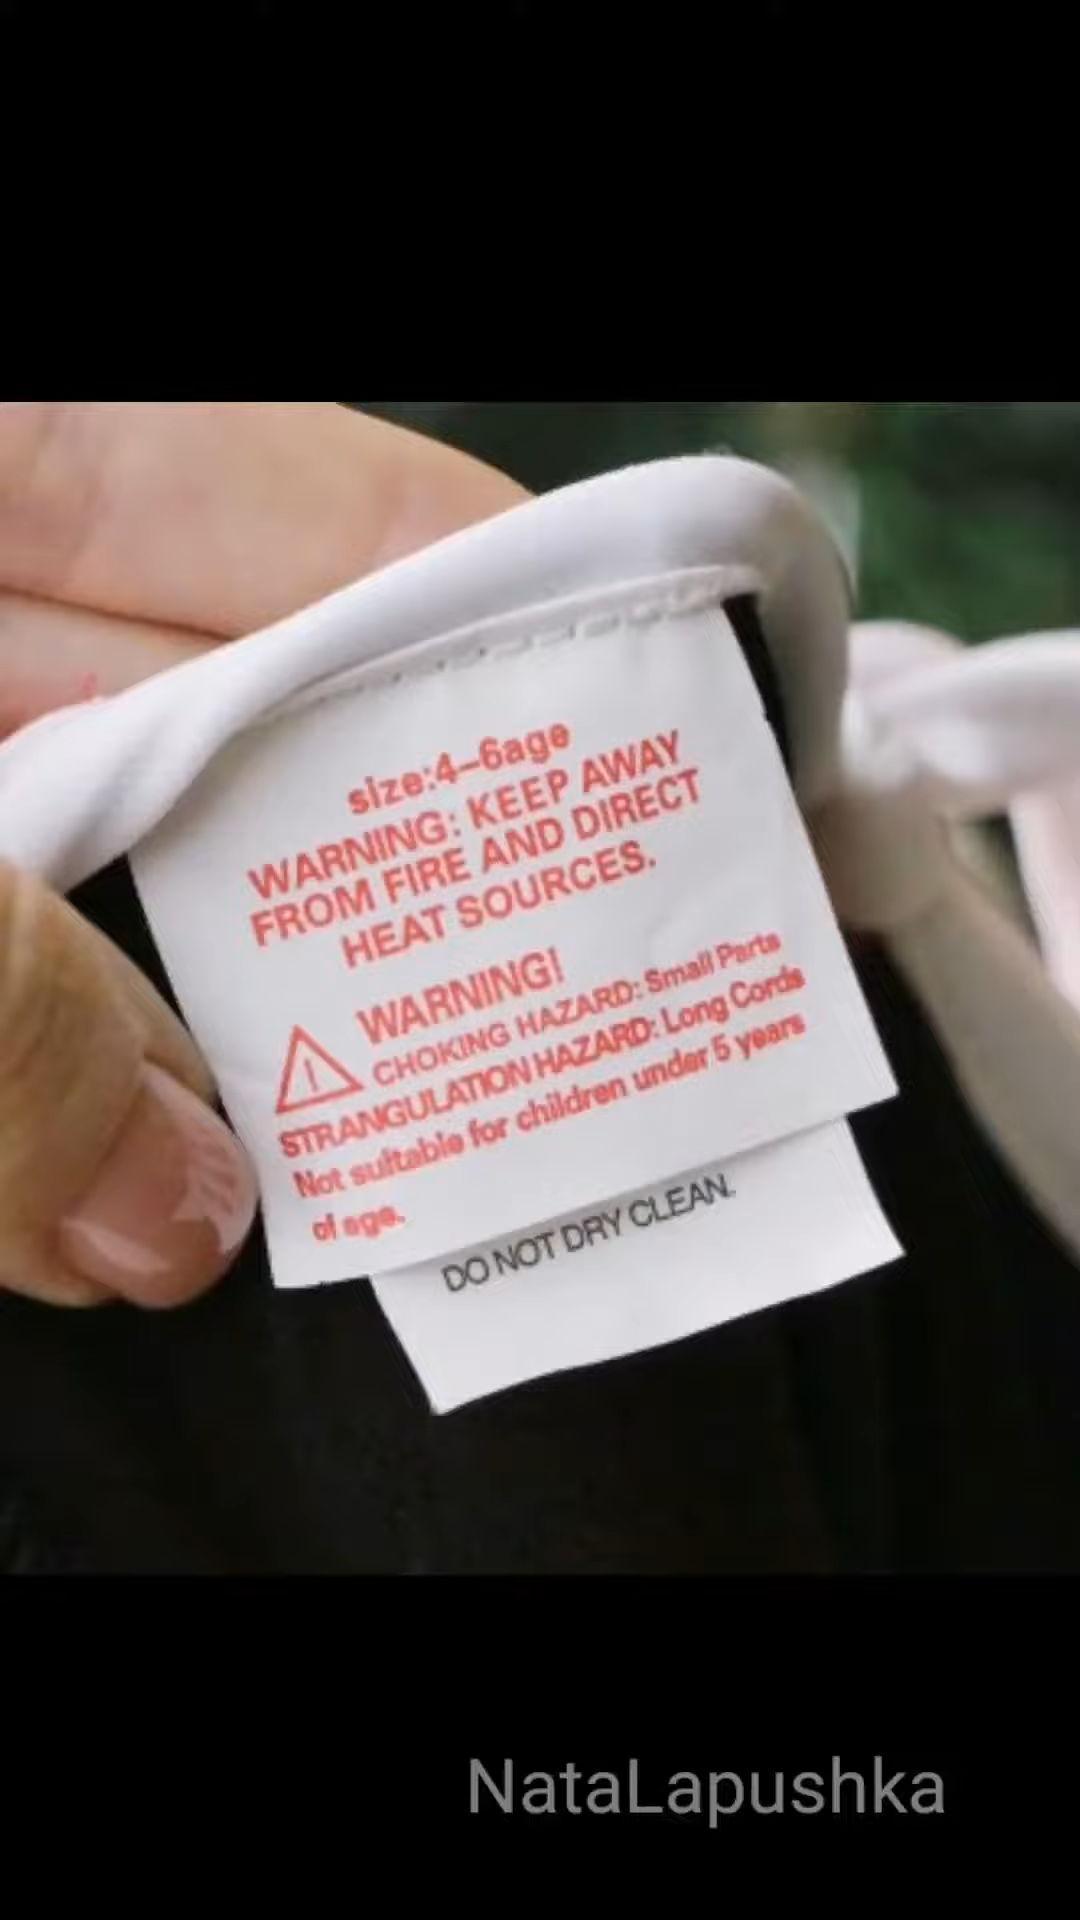 size:4–6age
WARNING: KEEP AWAY
FROM FIRE AND DIRECT
HEAT SOURCES.
WARNING!
CHOKING HAZARD: Small Parts
STRANGULATION HAZARD: Long Cords
Not suitable for children under 5 years
of age.
DO NOT DRY CLEAN.
NataLapushka